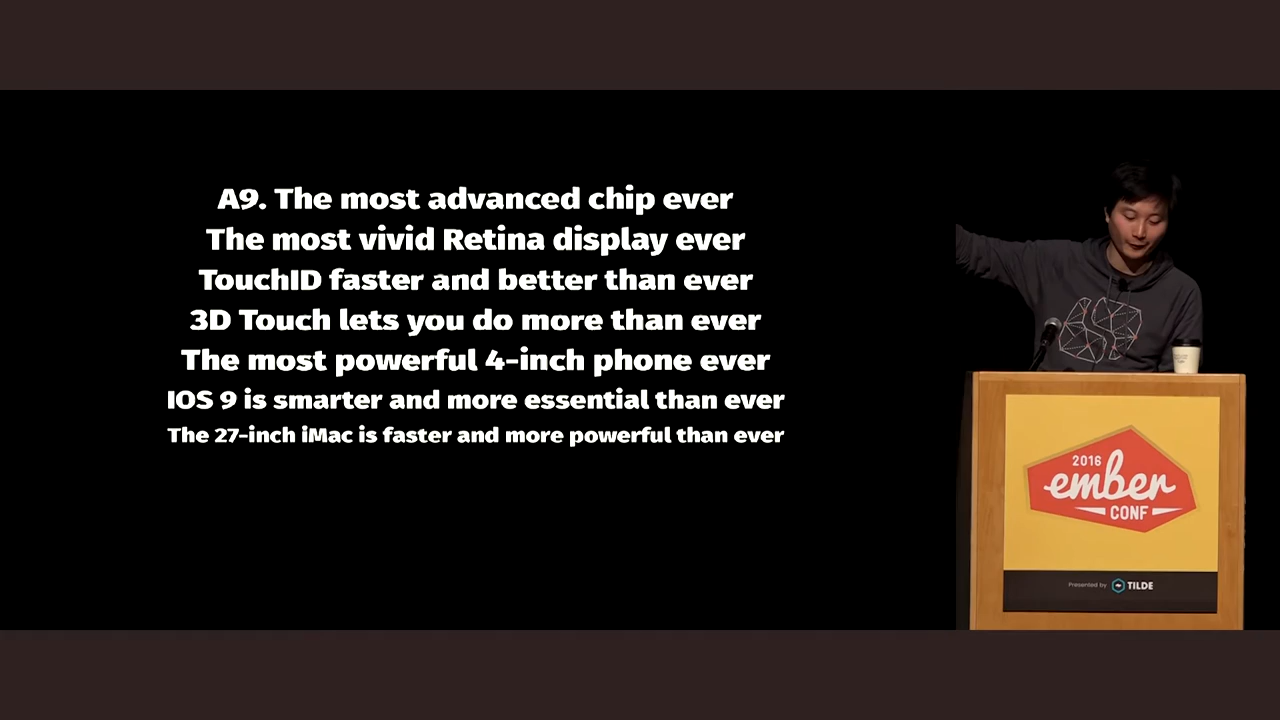 A9. The most advanced chip ever
The most vivid Retina display ever
TouchID faster and better than ever
3D Touch lets you do more than ever
The most powerful 4-inch phone ever
IOS 9 is smarter and more essential than ever
The 27-inch iMac is faster and more powerful than ever
2016
ember
CONF
Presented by TILDE